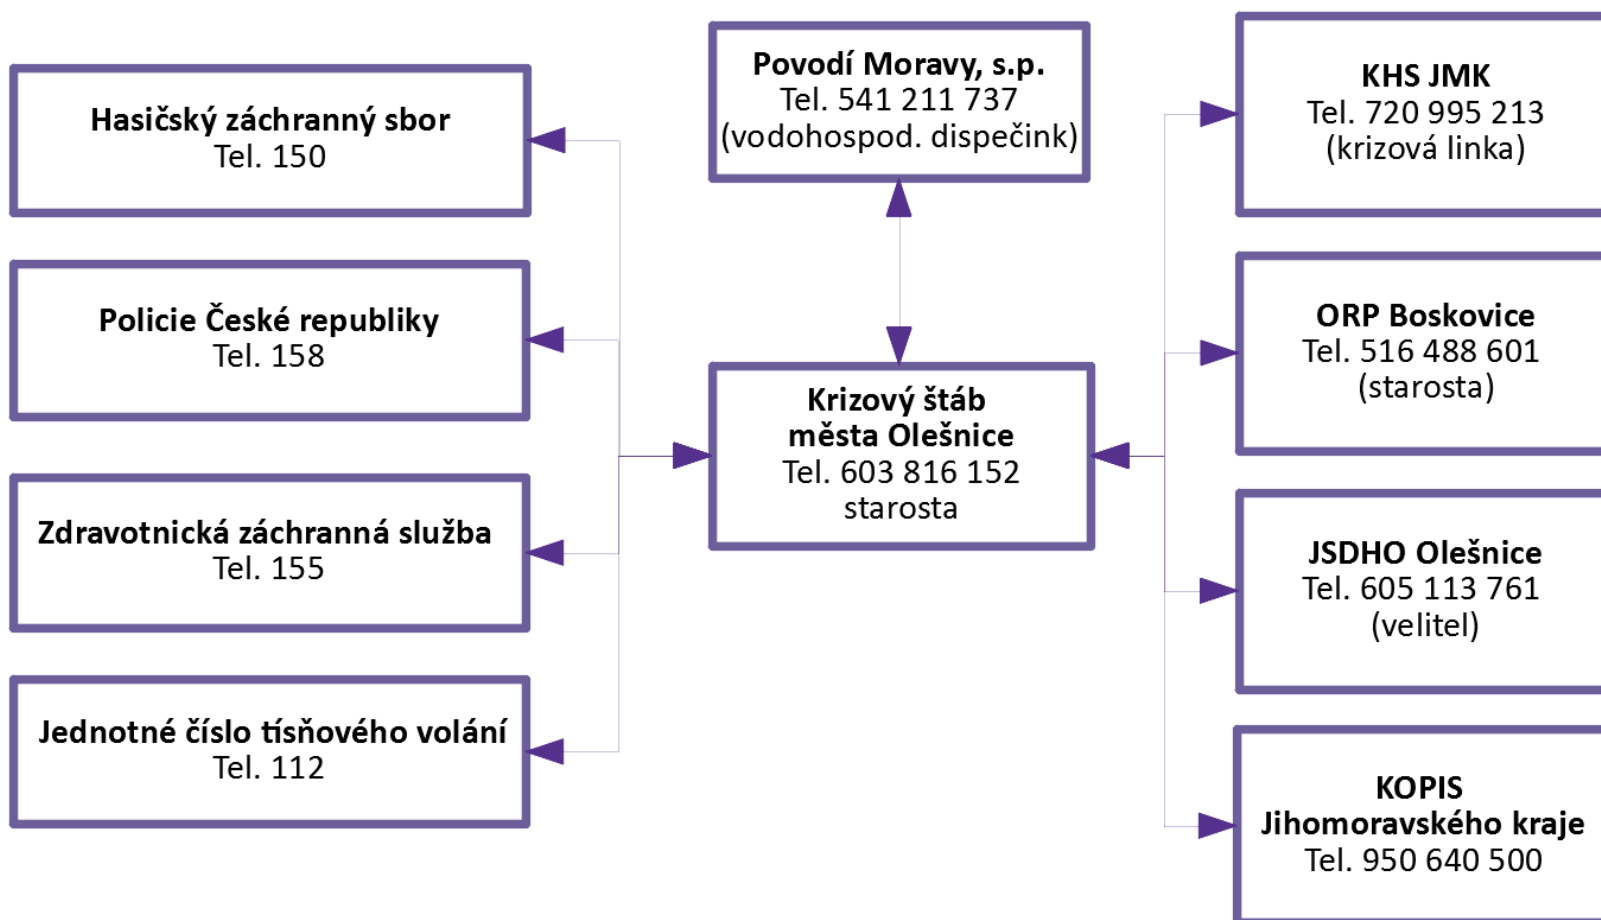 Hasičský záchranný sbor
Tel. 150
Policie České republiky
Tel. 158
Zdravotnická záchranná služba
Tel. 155
Jednotné číslo tísňového volání
Tel. 112
Povodí Moravy, s.p.
Tel. 541 211 737
(vodohospod. dispečink)
Krizový štáb
města Olešnice
Tel. 603 816 152
starosta
KHS JMK
Tel. 720 995 213
(krizová linka)
ORP Boskovice
Tel. 516 488 601
(starosta)
JSDHO Olešnice
Tel. 605 113 761
(velitel)
KOPIS
Jihomoravského kraje
Tel. 950 640 500